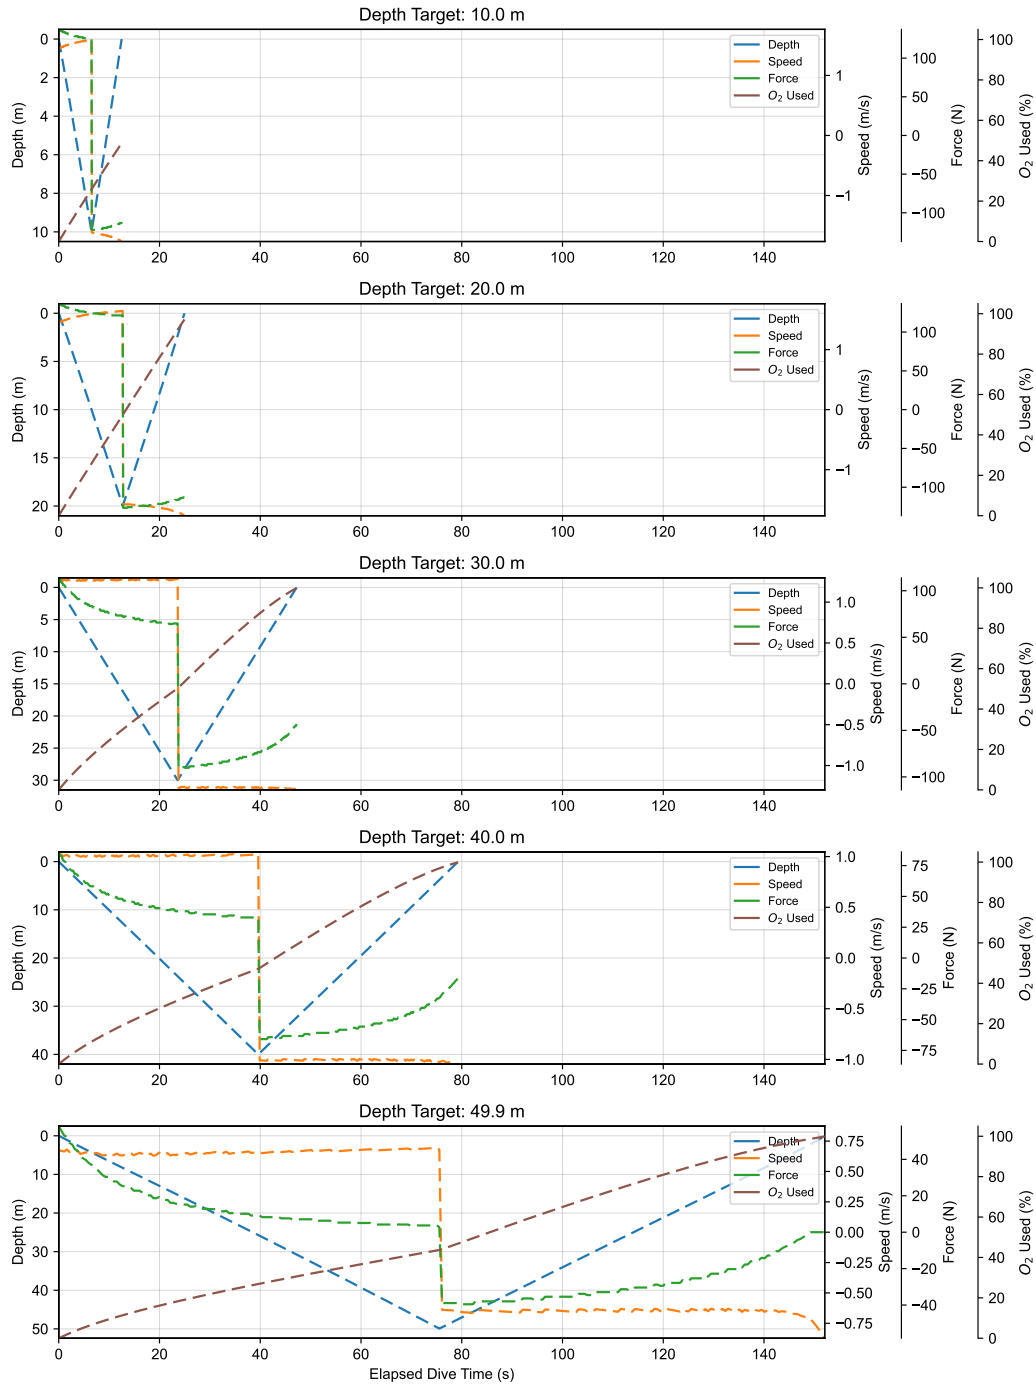 Depth Target: 10.0 m
0
2
4
6
8
10
Depth (m)
0 20 40 60 80 100 120 140
Depth
Speed
Force
O₂ Used
1
0
−1
Speed (m/s)
100
50
0
−50
−100
Force (N)
100
80
60
40
20
0
O₂ Used (%)
Depth Target: 20.0 m
0
5
10
15
20
Depth (m)
0 20 40 60 80 100 120 140
Depth
Speed
Force
O₂ Used
1
0
−1
Speed (m/s)
100
50
0
−50
−100
Force (N)
100
80
60
40
20
0
O₂ Used (%)
Depth Target: 30.0 m
0
5
10
15
20
25
30
Depth (m)
0 20 40 60 80 100 120 140
Depth
Speed
Force
O₂ Used
1.0
0.5
0.0
−0.5
−1.0
Speed (m/s)
100
50
0
−50
−100
Force (N)
100
80
60
40
20
0
O₂ Used (%)
Depth Target: 40.0 m
0
10
20
30
40
Depth (m)
0 20 40 60 80 100 120 140
Depth
Speed
Force
O₂ Used
1.0
0.5
0.0
−0.5
−1.0
Speed (m/s)
75
50
25
0
−25
−50
−75
Force (N)
100
80
60
40
20
0
O₂ Used (%)
Depth Target: 49.9 m
0
10
20
30
40
50
Depth (m)
0 20 40 60 80 100 120 140
Elapsed Dive Time (s)
Depth
Speed
Force
O₂ Used
0.75
0.50
0.25
0.00
−0.25
−0.50
−0.75
Speed (m/s)
40
20
0
−20
−40
Force (N)
100
80
60
40
20
0
O₂ Used (%)